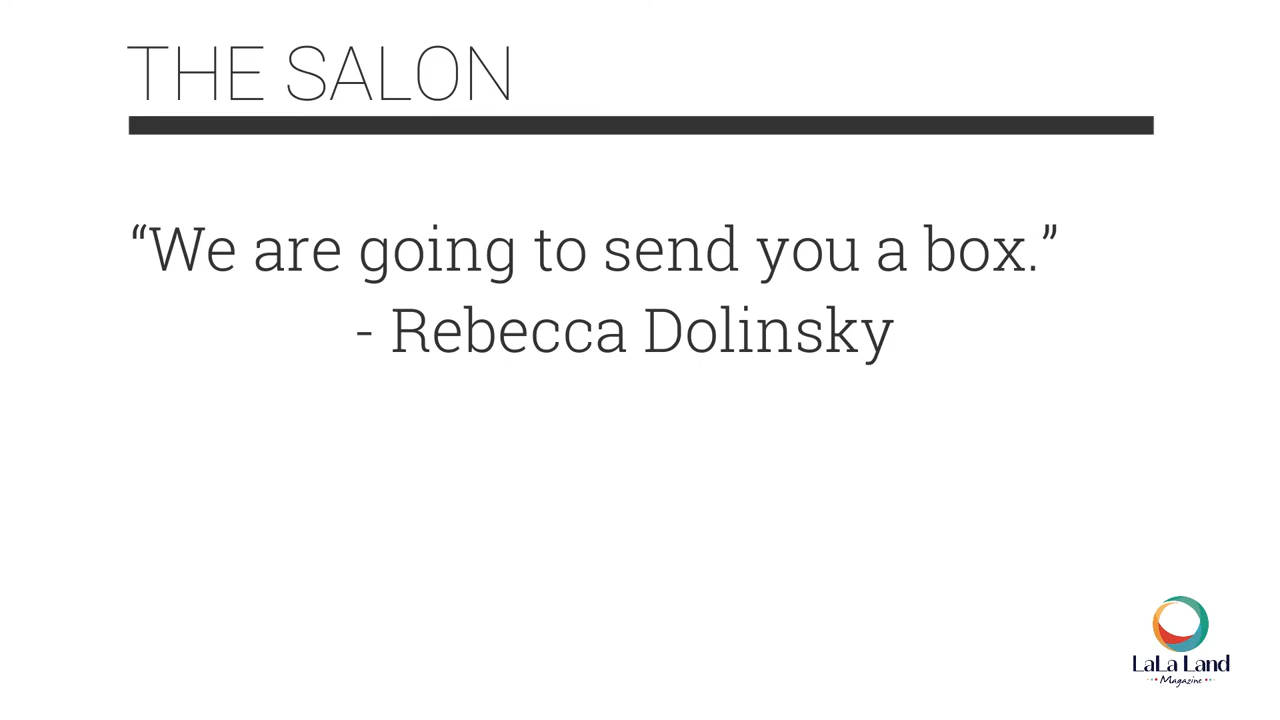 THE SALON
“We are going to send you a box.”
- Rebecca Dolinsky
LaLa Land
Magazine